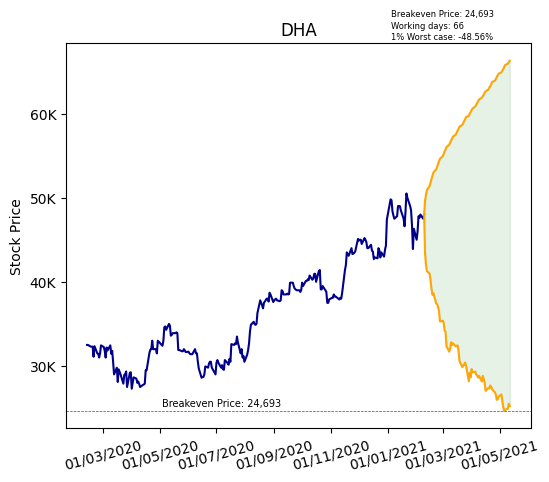 Breakeven Price: 24,693
Working days: 66
1% Worst case: -48.56%
DHA
Stock Price
60K
50K
40K
30K
Breakeven Price: 24,693
01/03/2020
01/05/2020
01/07/2020
01/09/2020
01/11/2020
01/01/2021
01/03/2021
01/05/2021